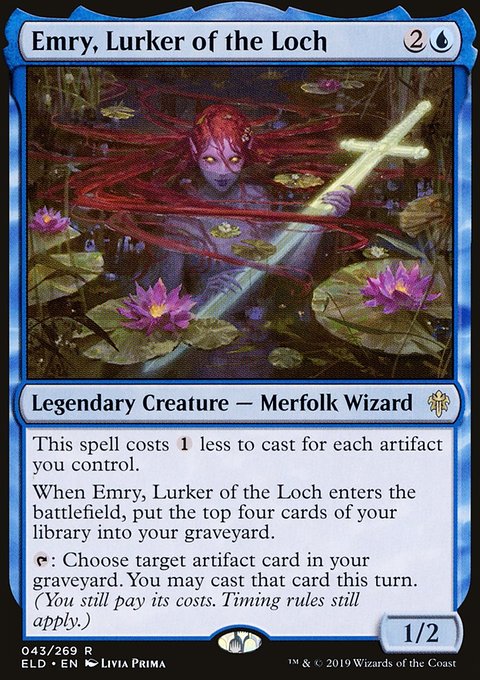 Emry, Lurker of the Loch 2
Legendary Creature — Merfolk Wizard
This spell costs 1 less to cast for each artifact
you control.
When Emry, Lurker of the Loch enters the
battlefield, put the top four cards of your
library into your graveyard.
: Choose target artifact card in your
graveyard. You may cast that card this turn.
(You still pay its costs. Timing rules still
apply.)
1/2
043/269 R
ELD • EN Livia Prima
™ & © 2019 Wizards of the Coast